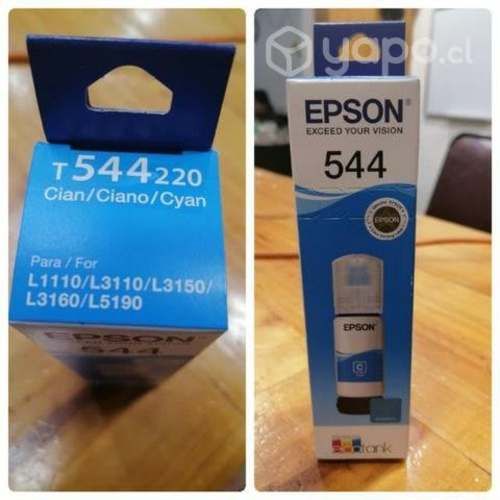 T544220
Cian/Ciano/Cyan
Para / For
L1110/L3110/L3150/
L3160/L5190
544
yapo.cl
EPSON
EXCEED YOUR VISION
544
EPSON
EPSON
C
tank